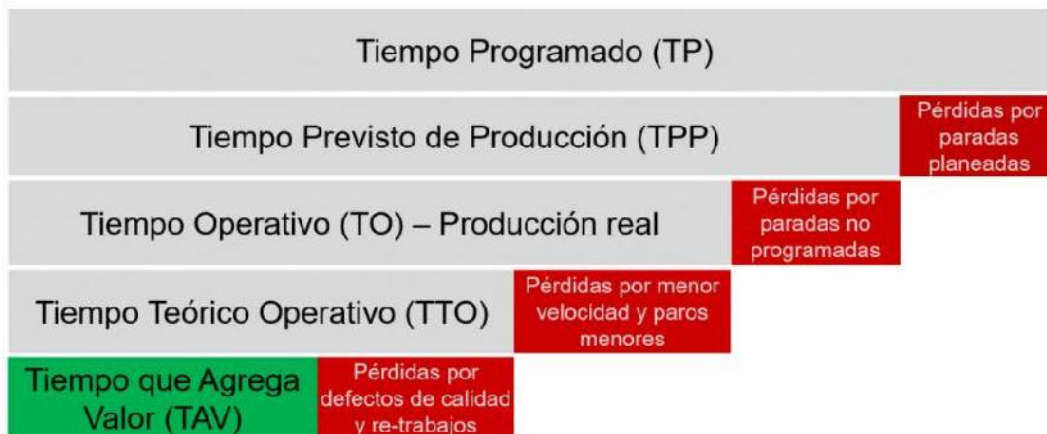 Tiempo Programado (TP)
Tiempo Previsto de Producción (TPP)
Pérdidas por
paradas
planeadas
Tiempo Operativo (TO) – Producción real
Pérdidas por
paradas no
programadas
Tiempo Teórico Operativo (TTO)
Pérdidas por menor
velocidad y paros
menores
Tiempo que Agrega
Valor (TAV)
Pérdidas por
defectos de calidad
y re-trabajos